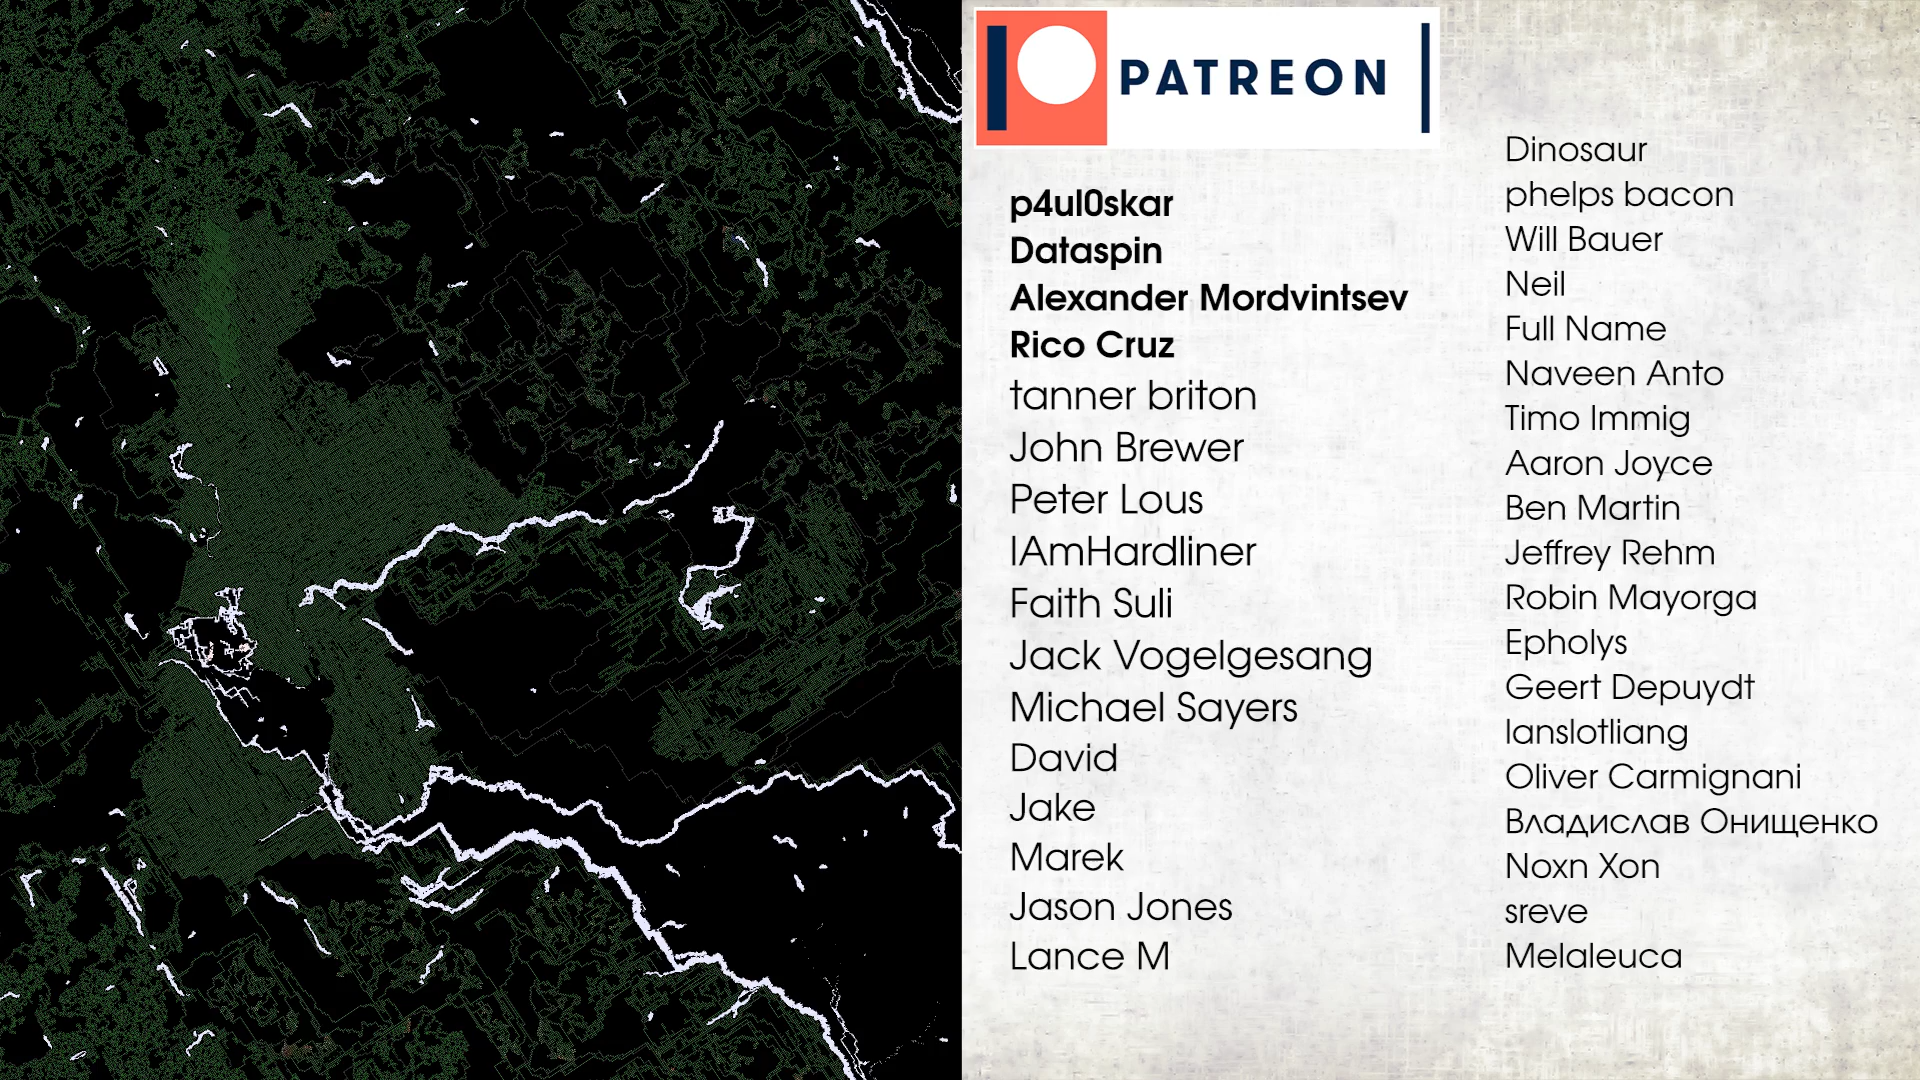 PATREON
p4ul0skar
Dataspin
Alexander Mordvintsev
Rico Cruz
tanner briton
John Brewer
Peter Lous
IAmHardliner
Faith Suli
Jack Vogelgesang
Michael Sayers
David
Jake
Marek
Jason Jones
Lance M
Dinosaur
phelps bacon
Will Bauer
Neil
Full Name
Naveen Anto
Timo Immig
Aaron Joyce
Ben Martin
Jeffrey Rehm
Robin Mayorga
Epholys
Geert Depuydt
lanslotliang
Oliver Carmignani
Владислав Онищенко
Noxn Xon
sreve
Melaleuca